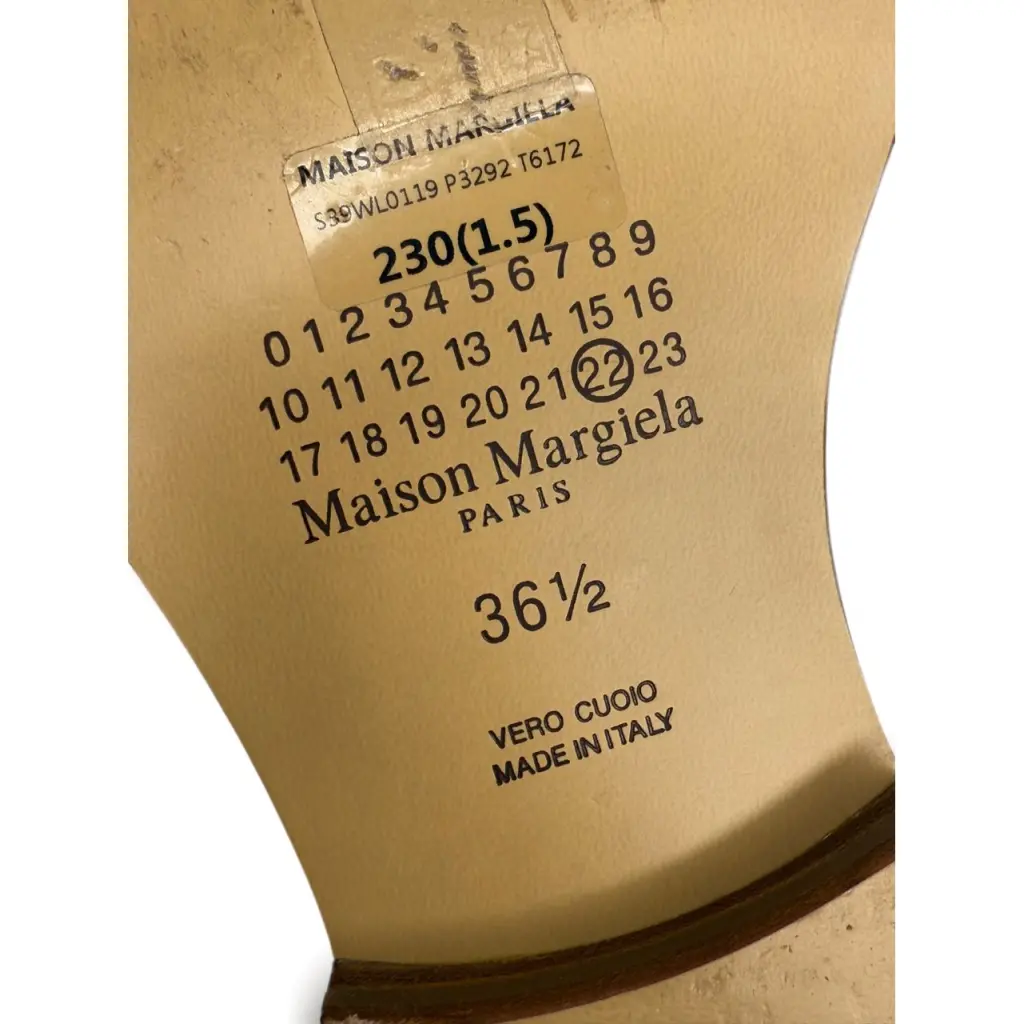 MAISON MARGIELA
S39WL0119 P3292 T6172
230(1.5)
0 1 2 3 4 5 6 7 8 9
10 11 12 13 14 15 16
17 18 19 20 21 22 23
Maison Margiela
PARIS
36 ½
VERO CUOIO
MADE IN ITALY